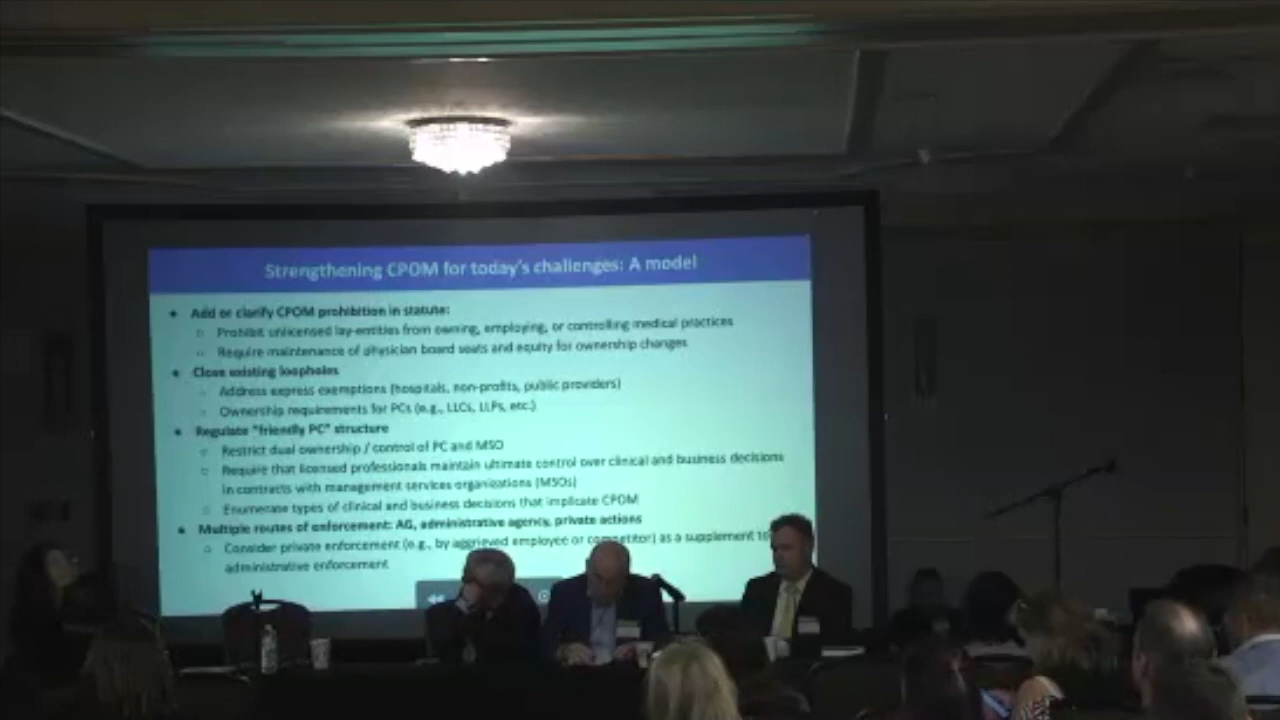 Strengthening CPOM for today's challenges: A model
● Add or clarify CPOM prohibition in statute:
○ Prohibit unlicensed lay-entities from owning, employing, or controlling medical practices
○ Require maintenance of physician board seats and equity for ownership changes
● Close existing loopholes
○ Address express exemptions (hospitals, non-profits, public providers)
○ Ownership requirements for PCs (e.g., LLCs, LLPs, etc.)
● Regulate "friendly PC" structure
○ Restrict dual ownership / control of PC and MSO
○ Require that licensed professionals maintain ultimate control over clinical and business decisions
in contracts with management services organizations (MSOs)
○ Enumerate types of clinical and business decisions that implicate CPOM
● Multiple routes of enforcement: AG, administrative agency, private actions
○ Consider private enforcement (e.g., by aggrieved employee or competitor) as a supplement to
administrative enforcement